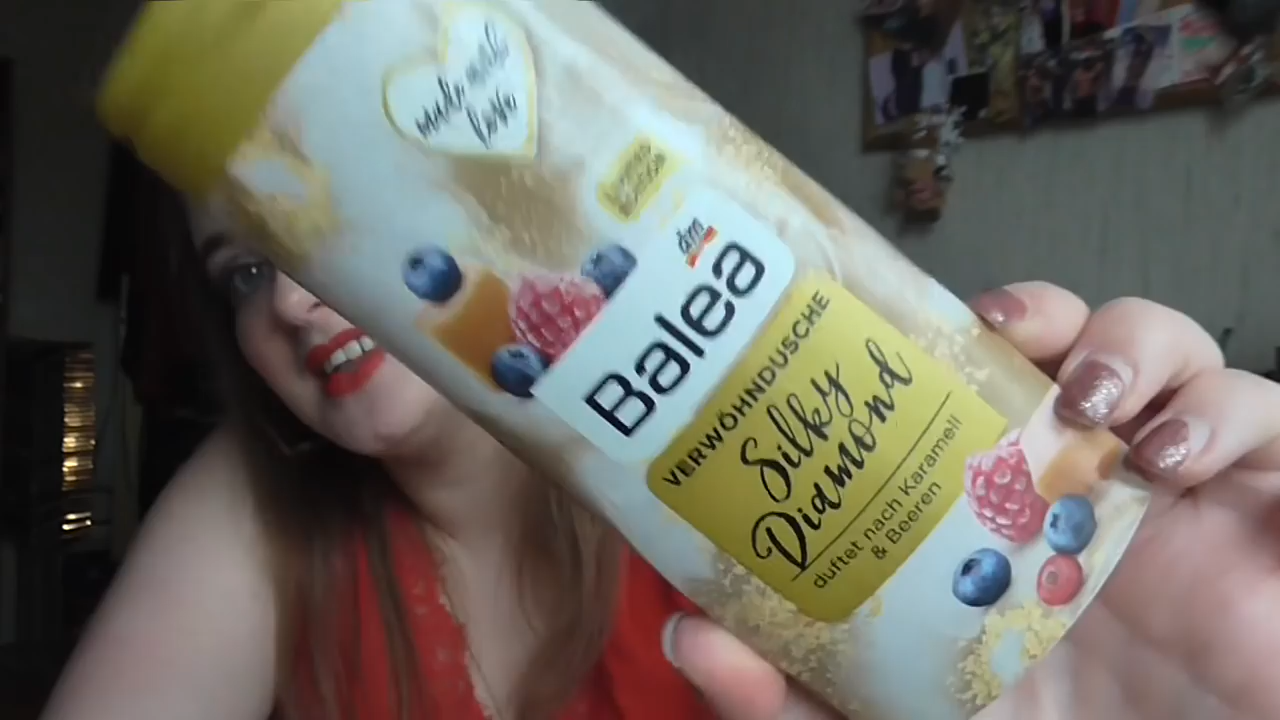 made with
love
dm
Balea
VERWÖHNDUSCHE
Silky
Diamond
duftet nach Karamell
& Beeren